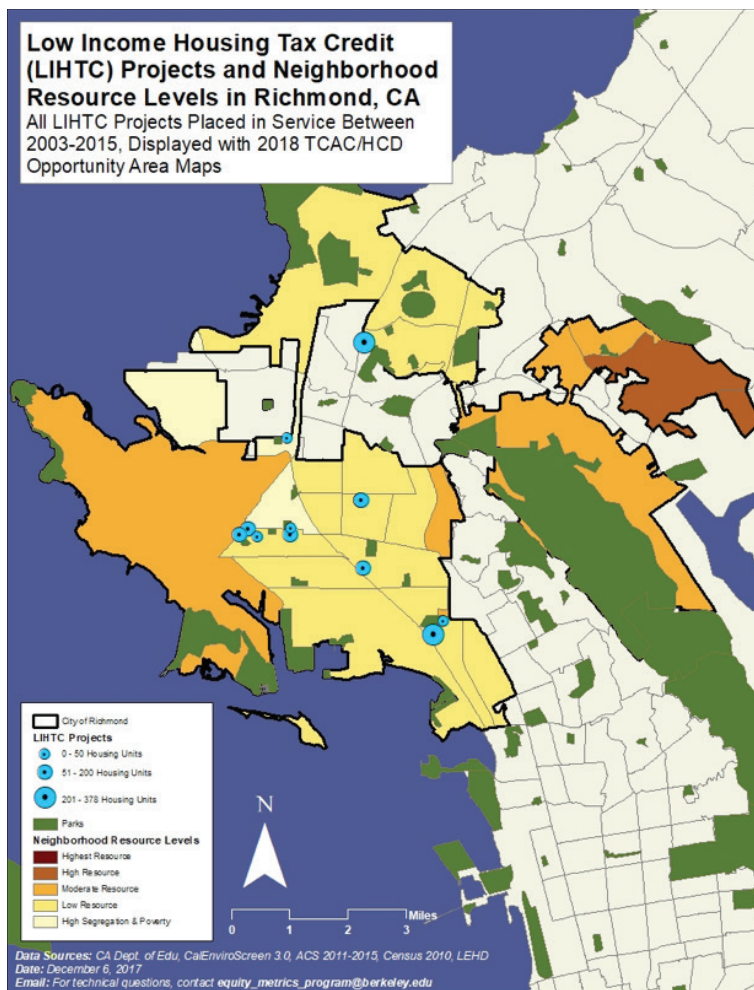 Low Income Housing Tax Credit
(LIHTC) Projects and Neighborhood
Resource Levels in Richmond, CA
All LIHTC Projects Placed in Service Between
2003-2015, Displayed with 2018 TCAC/HCD
Opportunity Area Maps
City of Richmond
LIHTC Projects
0 - 50 Housing Units
51 - 200 Housing Units
201 - 378 Housing Units
Parks
Neighborhood Resource Levels
Highest Resource
High Resource
Moderate Resource
Low Resource
High Segregation & Poverty
N
Miles
0 1 2 3
Data Sources: CA Dept. of Edu, CalEnviroScreen 3.0, ACS 2011-2015, Census 2010, LEHD
Date: December 6, 2017
Email: For technical questions, contact equity_metrics_program@berkeley.edu